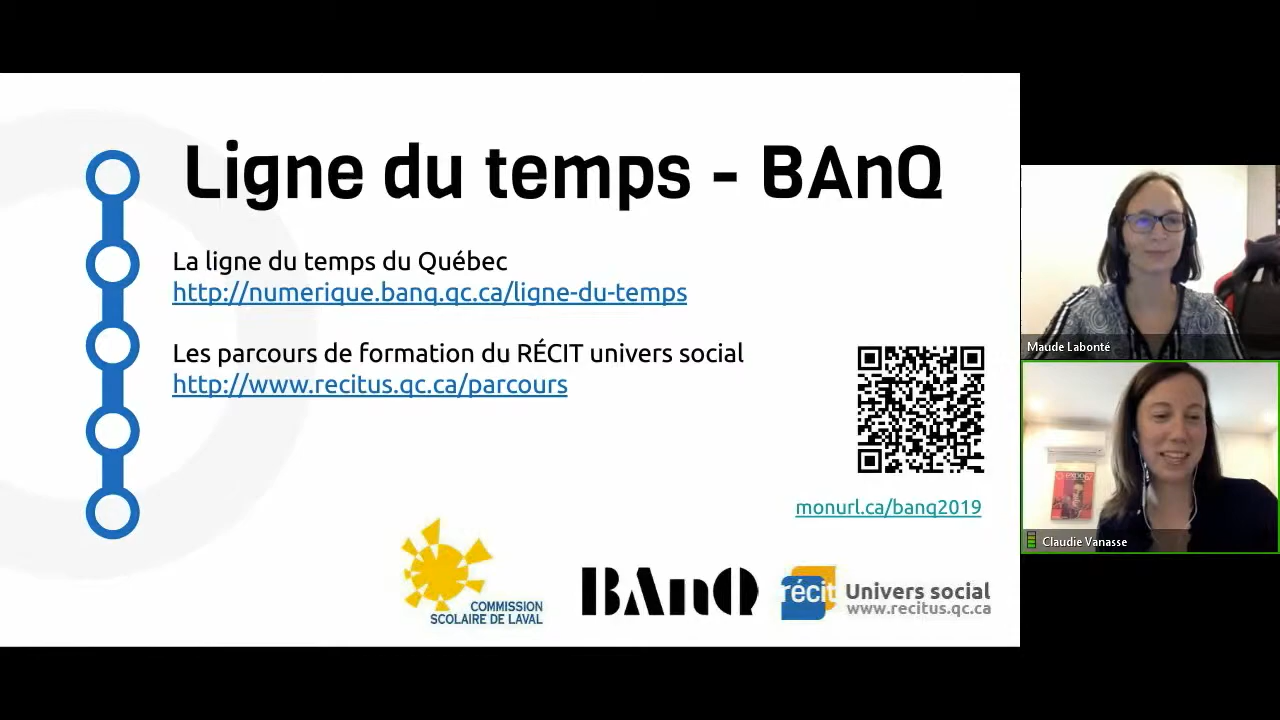 Ligne du temps - BAnQ
La ligne du temps du Québec
http://numerique.banq.qc.ca/ligne-du-temps
Les parcours de formation du RÉCIT univers social
http://www.recitus.qc.ca/parcours
monurl.ca/banq2019
COMMISSION
SCOLAIRE DE LAVAL
BAnQ
récit
Univers social
www.recitus.qc.ca
Maude Labonté
Claudie Vanasse